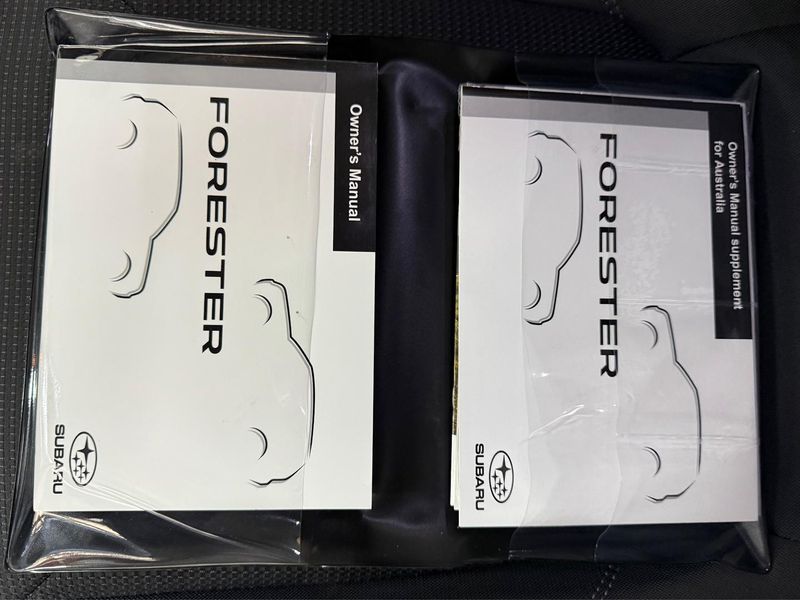 Owner's Manual
FORESTER
SUBARU
Owner's Manual supplement
for Australia
FORESTER
SUBARU